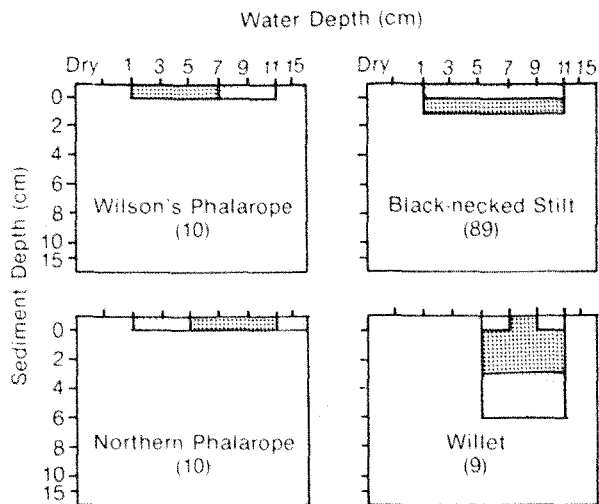 Water Depth (cm)
Dry 1 3 5 7 9 11 15
Dry 1 3 5 7 9 11 15
Sediment Depth (cm)
0
2
4
6
8
10
15
Wilson's Phalarope
(10)
Black-necked Stilt
(89)
0
2
4
6
8
10
15
Northern Phalarope
(10)
Willet
(9)